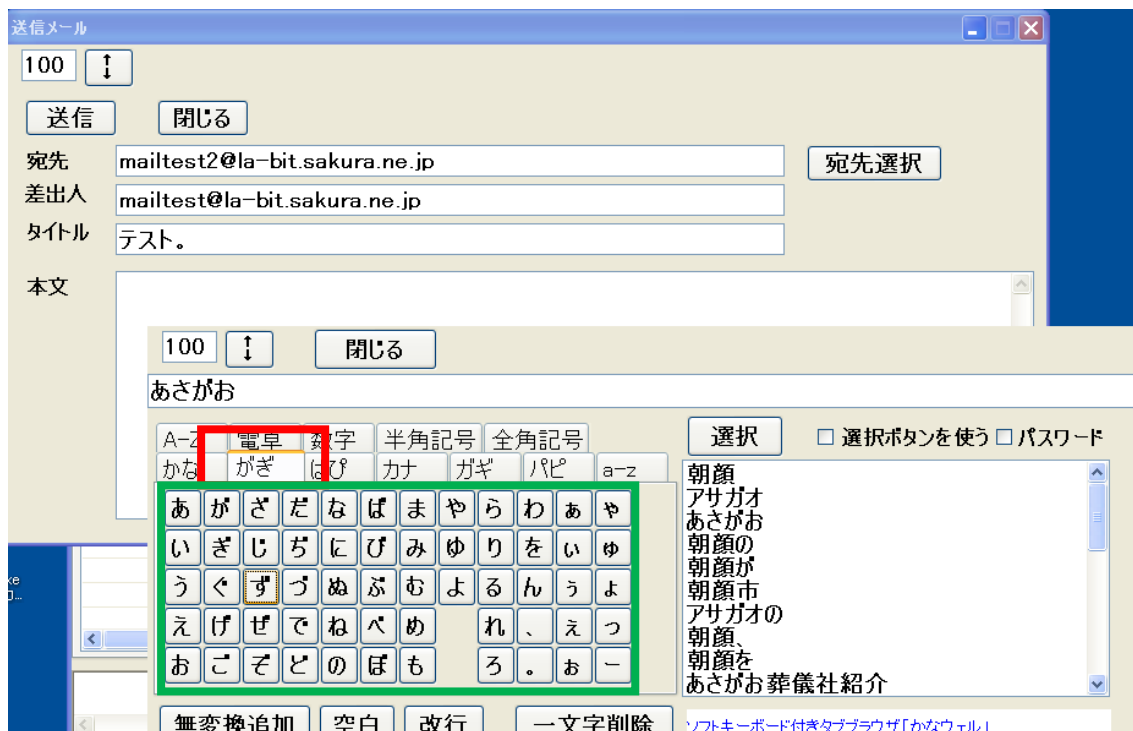 送信メール
100
送信 閉じる
宛先 mailtest2@la-bit.sakura.ne.jp 宛先選択
差出人 mailtest@la-bit.sakura.ne.jp
タイトル テスト。
本文
100 閉じる
あさがお
A-Z 電卓 数字 半角記号 全角記号
かな がぎ ぱぴ カナ ガギ パピ a-z
選択 選択ボタンを使う パスワード
あ が ざ だ な ば ま や ら わ ぁ ゃ
い ぎ じ ぢ に び み ゆ り を ぃ ゅ
う ぐ ず づ ぬ ぶ む よ る ん ぅ ょ
え げ ぜ で ね べ め れ 、 ぇ っ
お ご ぞ ど の ぼ も ろ 。 ぉ ー
朝顔
アサガオ
あさがお
朝顔の
朝顔が
朝顔市
アサガオの
朝顔、
朝顔を
あさがお葬儀社紹介
無変換追加 空白 改行 一文字削除
ソフトキーボード付きタブブラウザ「かなウェル」